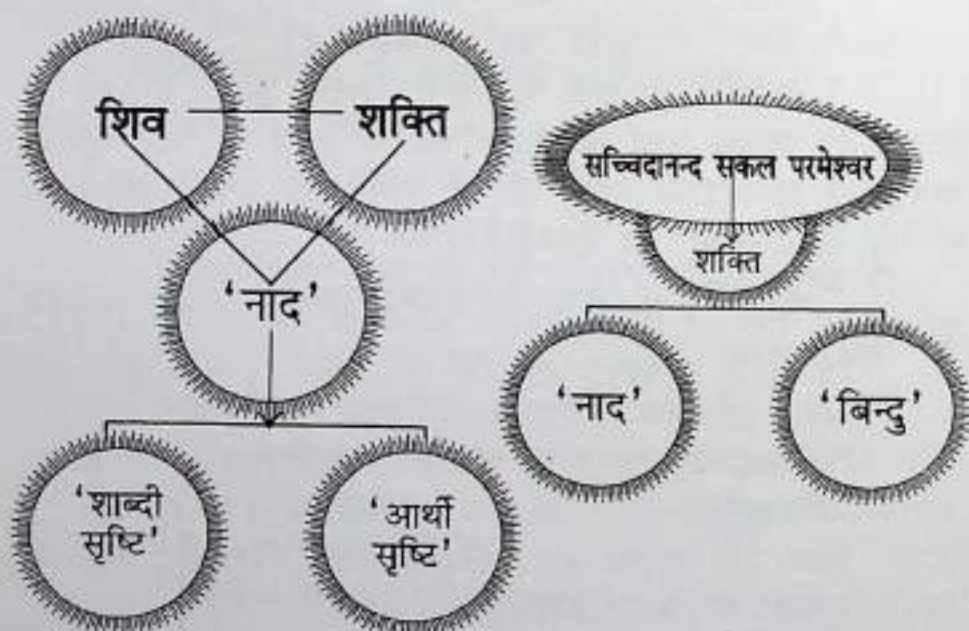 शिव
शक्ति
सच्चिदानन्द सकल परमेश्वर
शक्ति
'नाद'
'नाद'
'बिन्दु'
'शाब्दी
सृष्टि'
'आर्थी
सृष्टि'